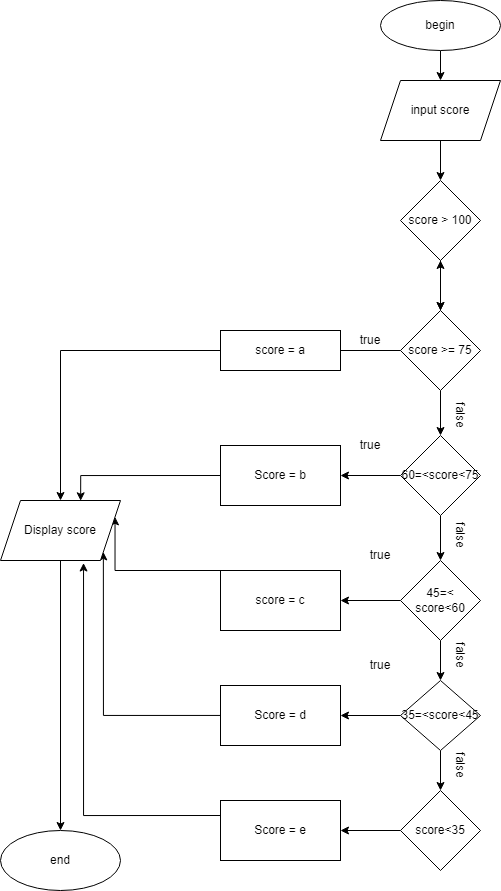 begin
input score
score > 100
score >= 75
true
score = a
false
true
60=<score<75
Score = b
false
Display score
true
45=<
score<60
score = c
false
true
35=<score<45
Score = d
false
score<35
Score = e
end